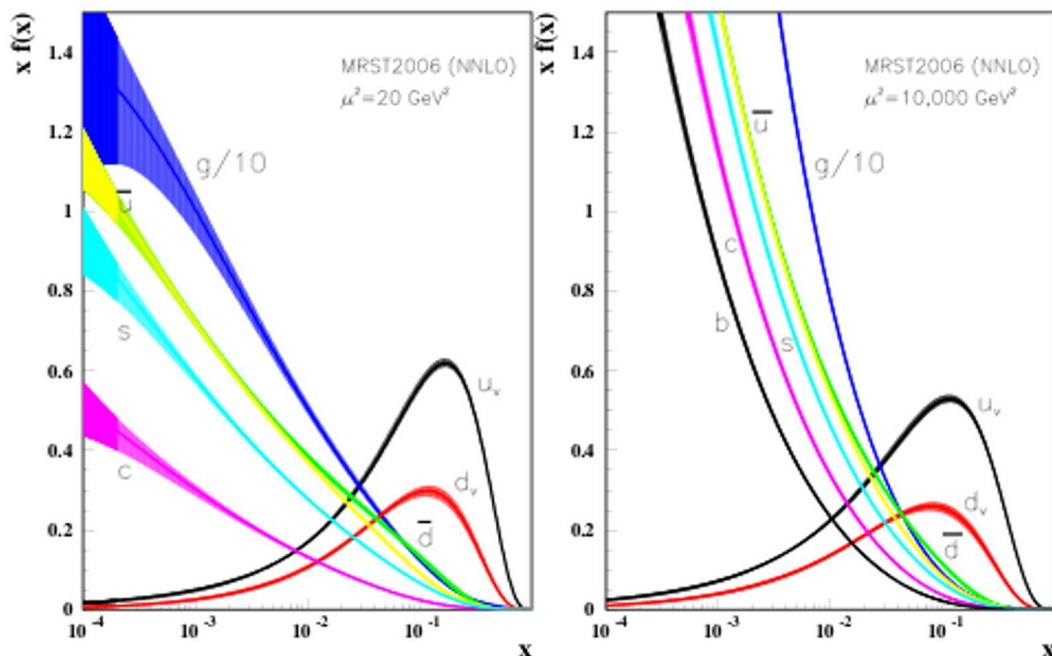 x f(x)
1.4
1.2
1
0.8
0.6
0.4
0.2
0
MRST2006 (NNLO)
μ²=20 GeV²
g/10
u̅
s
c
u_v
d_v
d̅
10⁻⁴
10⁻³
10⁻²
10⁻¹
x
x f(x)
1.4
1.2
1
0.8
0.6
0.4
0.2
0
MRST2006 (NNLO)
μ²=10,000 GeV²
u̅
g/10
c
b
s
u_v
d_v
d̅
10⁻⁴
10⁻³
10⁻²
10⁻¹
x